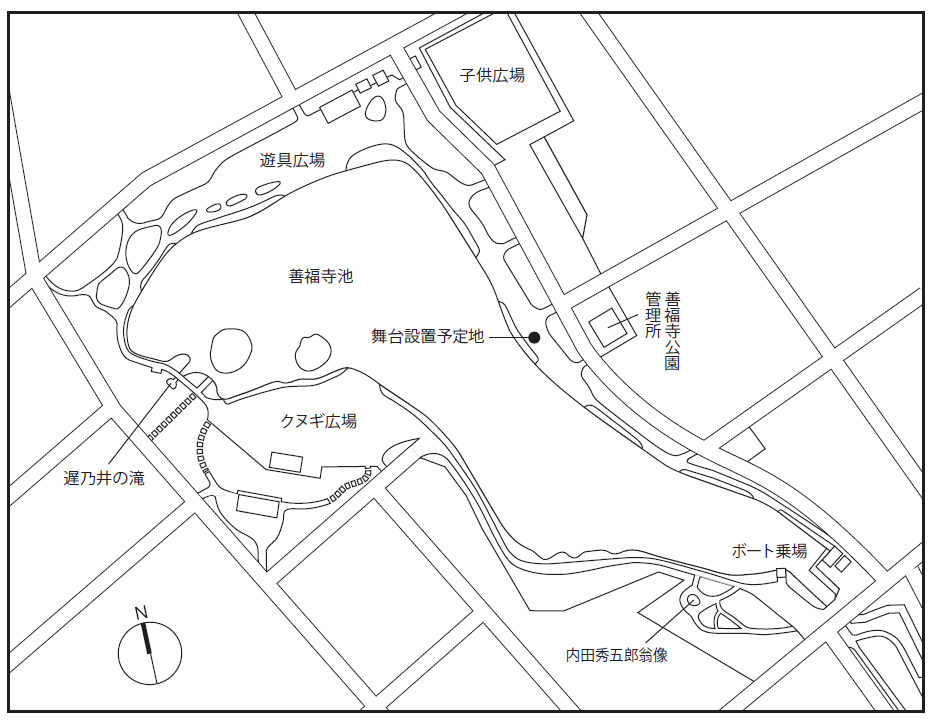 子供広場
遊具広場
善福寺池
善福寺公園
管理所
舞台設置予定地
クヌギ広場
遅乃井の滝
ボート乗場
N
内田秀五郎翁像